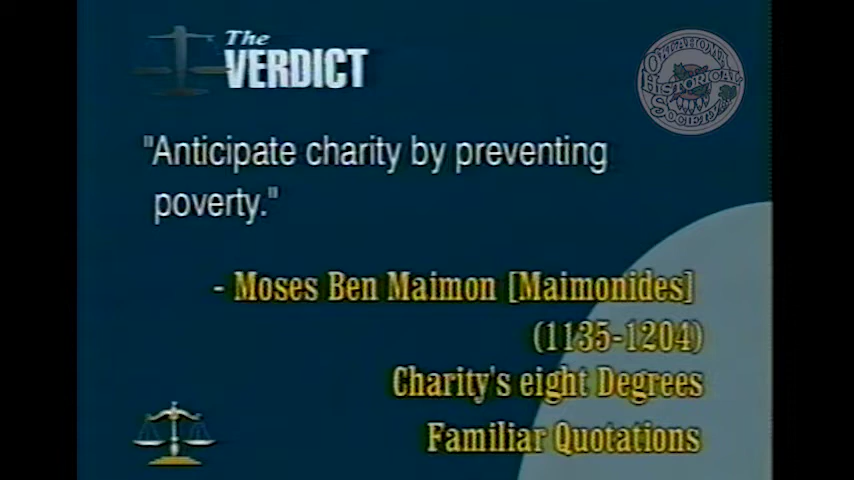 The
VERDICT
OKLAHOMA
HISTORICAL
SOCIETY
"Anticipate charity by preventing
poverty."
- Moses Ben Maimon [Maimonides]
(1135-1204)
Charity's eight Degrees
Familiar Quotations